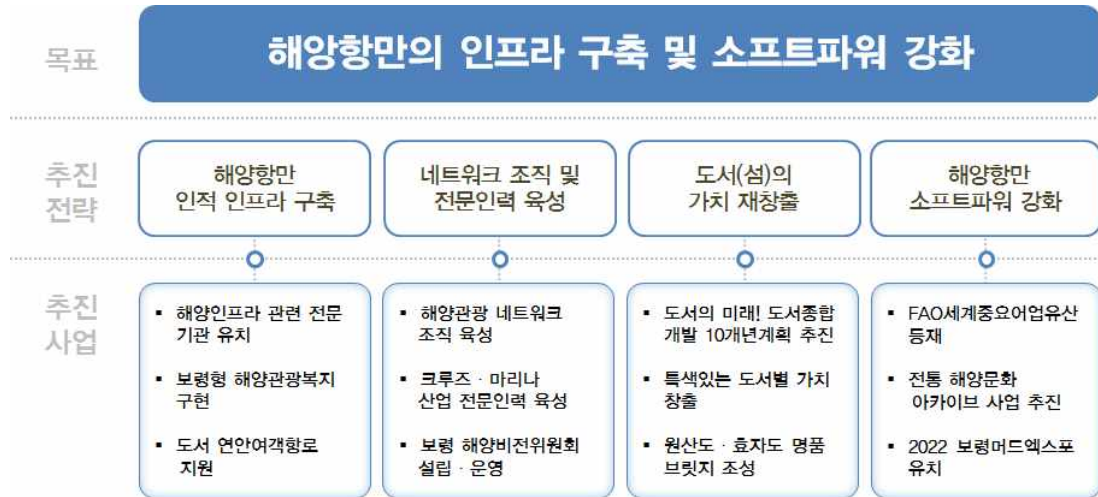 목표
해앙항만의 인프라 구축 및 소프트파워 강화
추진
전략
해양항만
인적 인프라 구축
네트워크 조직 및
전문인력 육성
도서(섬)의
가치 재창출
해양항만
소프트파워 강화
추진
사업
▪ 해양인프라 관련 전문
기관 유치
▪ 보령형 해양관광복지
구현
▪ 도서 연안여객항로
지원
▪ 해양관광 네트워크
조직 육성
▪ 크루즈 · 마리나
산업 전문인력 육성
▪ 보령 해양비전위원회
설립 · 운영
▪ 도서의 미래! 도서종합
개발 10개년계획 추진
▪ 특색있는 도서별 가치
창출
▪ 원산도 · 효자도 명품
브릿지 조성
▪ FAO세계중요어업유산
등재
▪ 전통 해양문화
아카이브 사업 추진
▪ 2022 보령머드엑스포
유치